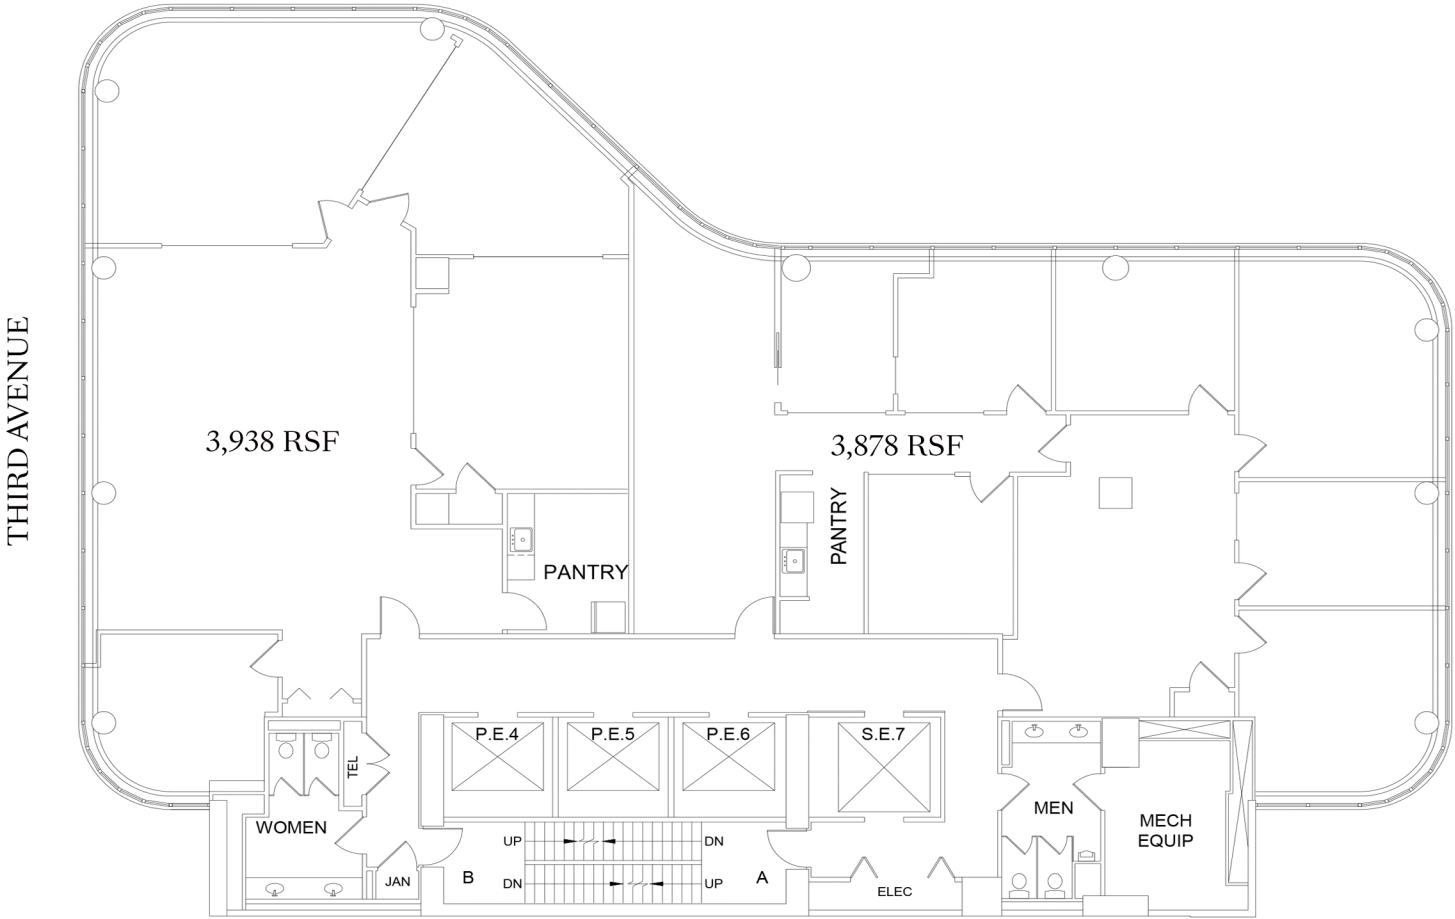 THIRD AVENUE
3,938 RSF
3,878 RSF
PANTRY
PANTRY
P.E.4
P.E.5
P.E.6
S.E.7
TEL
WOMEN
MEN
MECH
EQUIP
UP
DN
B
DN
UP
A
JAN
ELEC